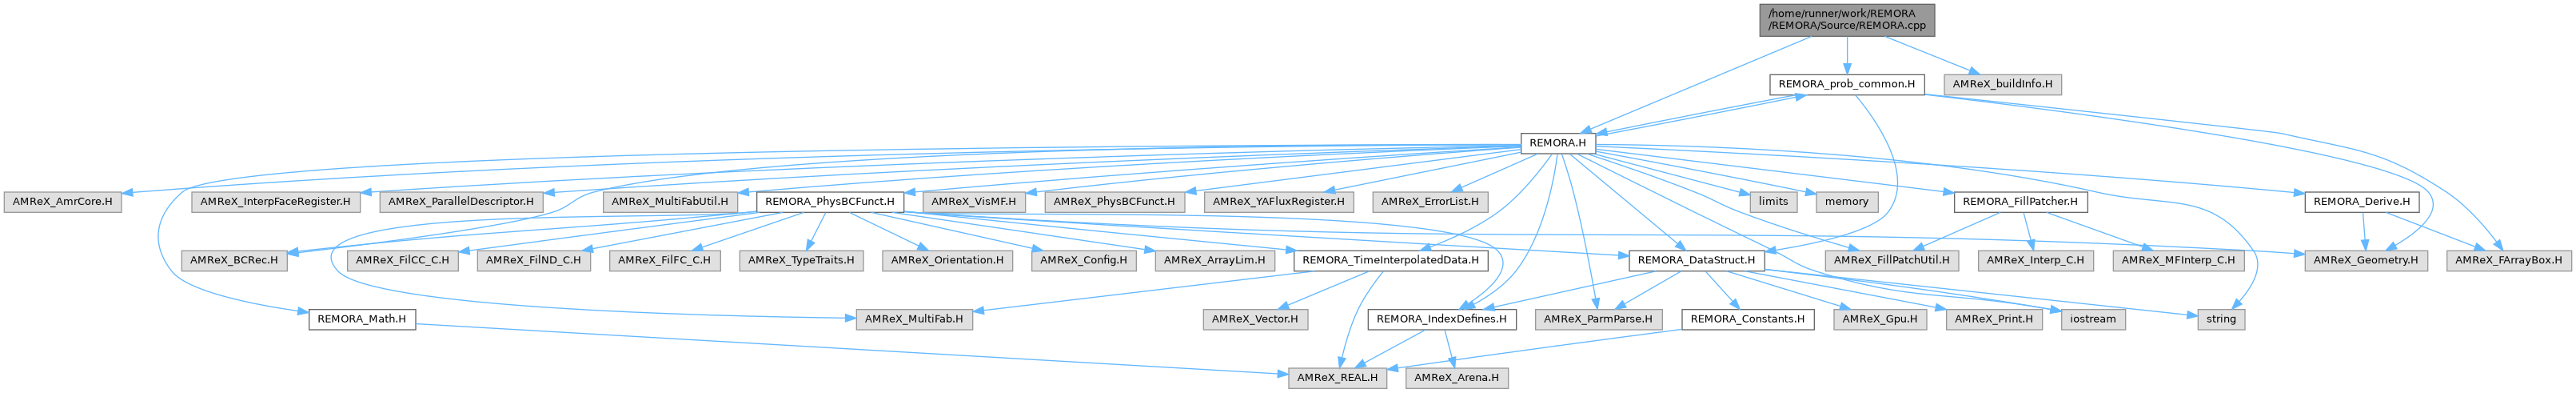 /home/runner/work/REMORA
/REMORA/Source/REMORA.cpp
REMORA_prob_common.H
AMReX_buildInfo.H
REMORA.H
AMReX_AmrCore.H
AMReX_InterpFaceRegister.H
AMReX_ParallelDescriptor.H
AMReX_MultiFabUtil.H
REMORA_PhysBCFunct.H
AMReX_VisMF.H
AMReX_PhysBCFunct.H
AMReX_YAFluxRegister.H
AMReX_ErrorList.H
limits
memory
REMORA_FillPatcher.H
REMORA_Derive.H
AMReX_BCRec.H
AMReX_FilCC_C.H
AMReX_FilND_C.H
AMReX_FilFC_C.H
AMReX_TypeTraits.H
AMReX_Orientation.H
AMReX_Config.H
AMReX_ArrayLim.H
REMORA_TimeInterpolatedData.H
REMORA_DataStruct.H
AMReX_FillPatchUtil.H
AMReX_Interp_C.H
AMReX_MFInterp_C.H
AMReX_Geometry.H
AMReX_FArrayBox.H
REMORA_Math.H
AMReX_MultiFab.H
AMReX_Vector.H
REMORA_IndexDefines.H
AMReX_ParmParse.H
REMORA_Constants.H
AMReX_Gpu.H
AMReX_Print.H
iostream
string
AMReX_REAL.H
AMReX_Arena.H